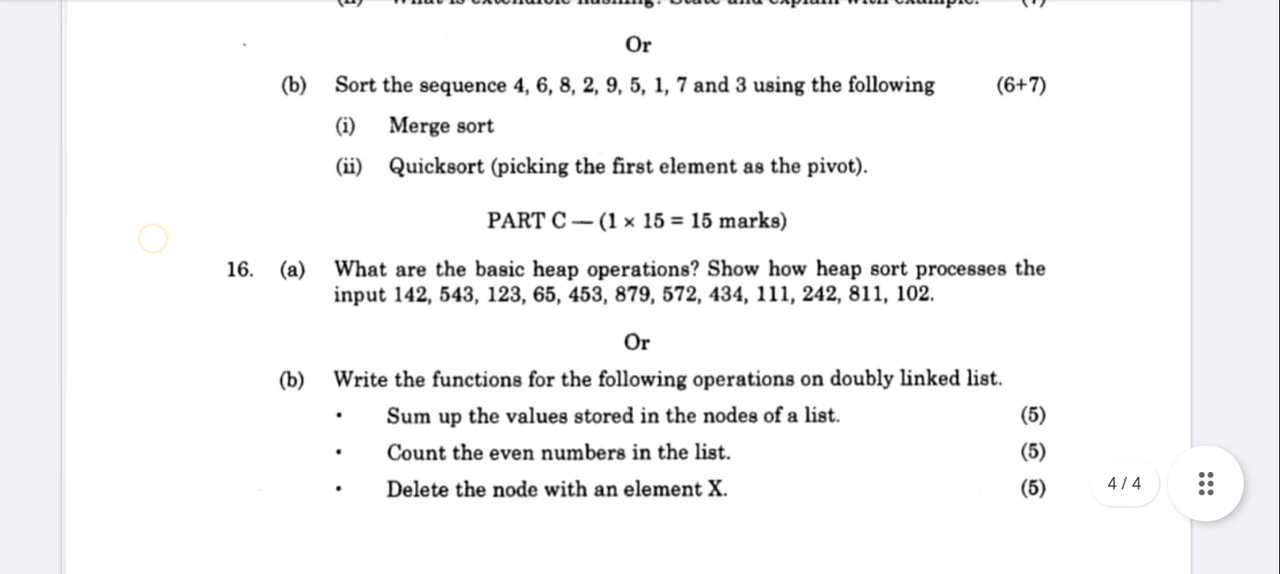 Or
(b) Sort the sequence 4, 6, 8, 2, 9, 5, 1, 7 and 3 using the following (6+7)
(i) Merge sort
(ii) Quicksort (picking the first element as the pivot).
PART C — (1 × 15 = 15 marks)
16. (a) What are the basic heap operations? Show how heap sort processes the
input 142, 543, 123, 65, 453, 879, 572, 434, 111, 242, 811, 102.
Or
(b) Write the functions for the following operations on doubly linked list.
• Sum up the values stored in the nodes of a list. (5)
• Count the even numbers in the list. (5)
• Delete the node with an element X. (5)
4 / 4